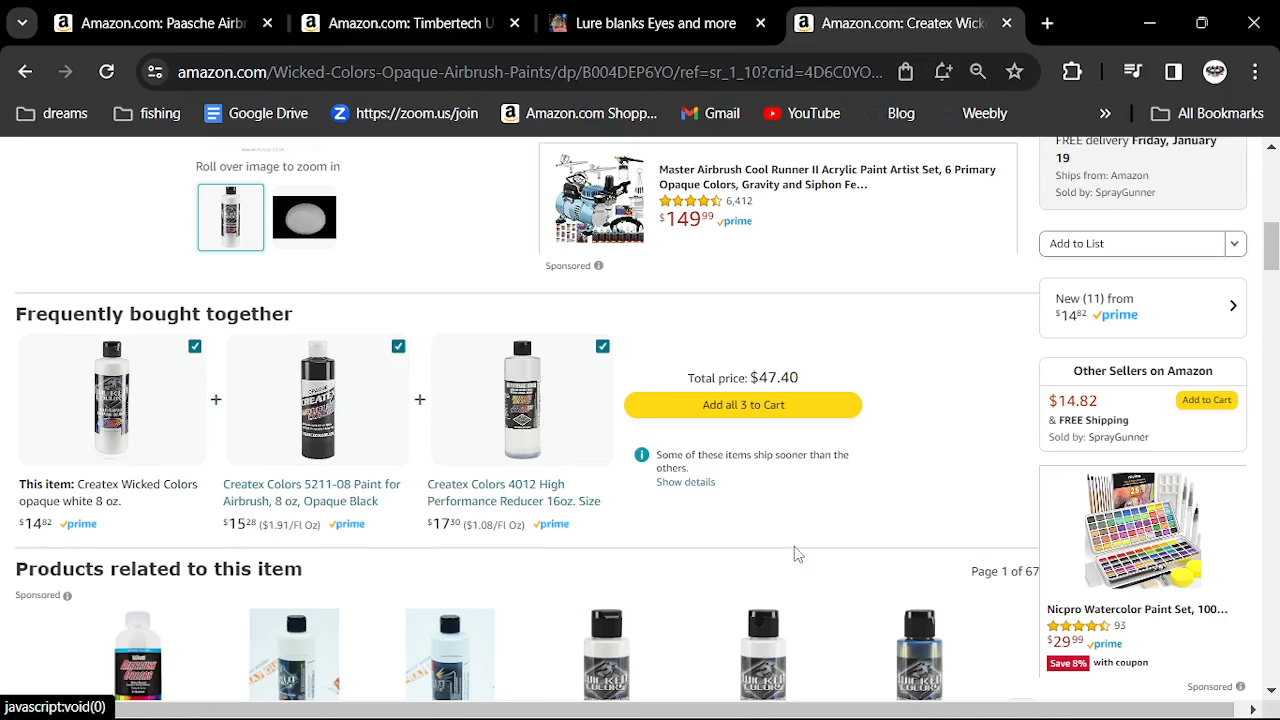 Amazon.com: Paasche Airbr
Amazon.com: Timbertech U
Lure blanks Eyes and more
Amazon.com: Createx Wick
amazon.com/Wicked-Colors-Opaque-Airbrush-Paints/dp/B004DEP6YO/ref=sr_1_10?crid=4D6C0YO...
dreams
fishing
Google Drive
https://zoom.us/join
Amazon.com Shopp...
Gmail
YouTube
Blog
Weebly
All Bookmarks
Roll over image to zoom in
Master Airbrush Cool Runner II Acrylic Paint Artist Set, 6 Primary
Opaque Colors, Gravity and Siphon Fe...
6,412
$149.99 prime
Sponsored
FREE delivery Friday, January
19
Ships from: Amazon
Sold by: SprayGunner
Add to List
New (11) from
$14.82 prime
Frequently bought together
+
+
This item: Createx Wicked Colors
opaque white 8 oz.
$14.82 prime
Createx Colors 5211-08 Paint for
Airbrush, 8 oz, Opaque Black
$15.28 ($1.91/Fl Oz) prime
Createx Colors 4012 High
Performance Reducer 16oz. Size
$17.30 ($1.08/Fl Oz) prime
Total price: $47.40
Add all 3 to Cart
Some of these items ship sooner than the
others.
Show details
Other Sellers on Amazon
$14.82
Add to Cart
& FREE Shipping
Sold by: SprayGunner
Products related to this item
Sponsored
Page 1 of 67
Nicpro Watercolor Paint Set, 100...
93
$29.99 prime
Save 8% with coupon
Sponsored
javascript:void(0)